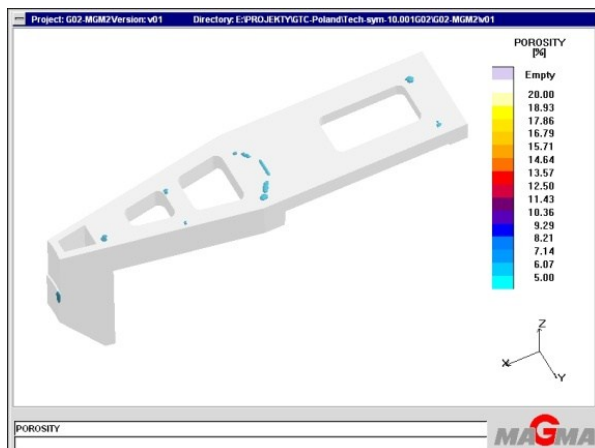 Project: G02-MGM2Version: v01 Directory: E:\PROJEKTY\GTC-Poland\Tech-sym-10.001G02\G02-MGM2\v01
POROSITY
[%]
Empty
20.00
18.93
17.86
16.79
15.71
14.64
13.57
12.50
11.43
10.36
9.29
8.21
7.14
6.07
5.00
Z
X
Y
POROSITY
MAGMA